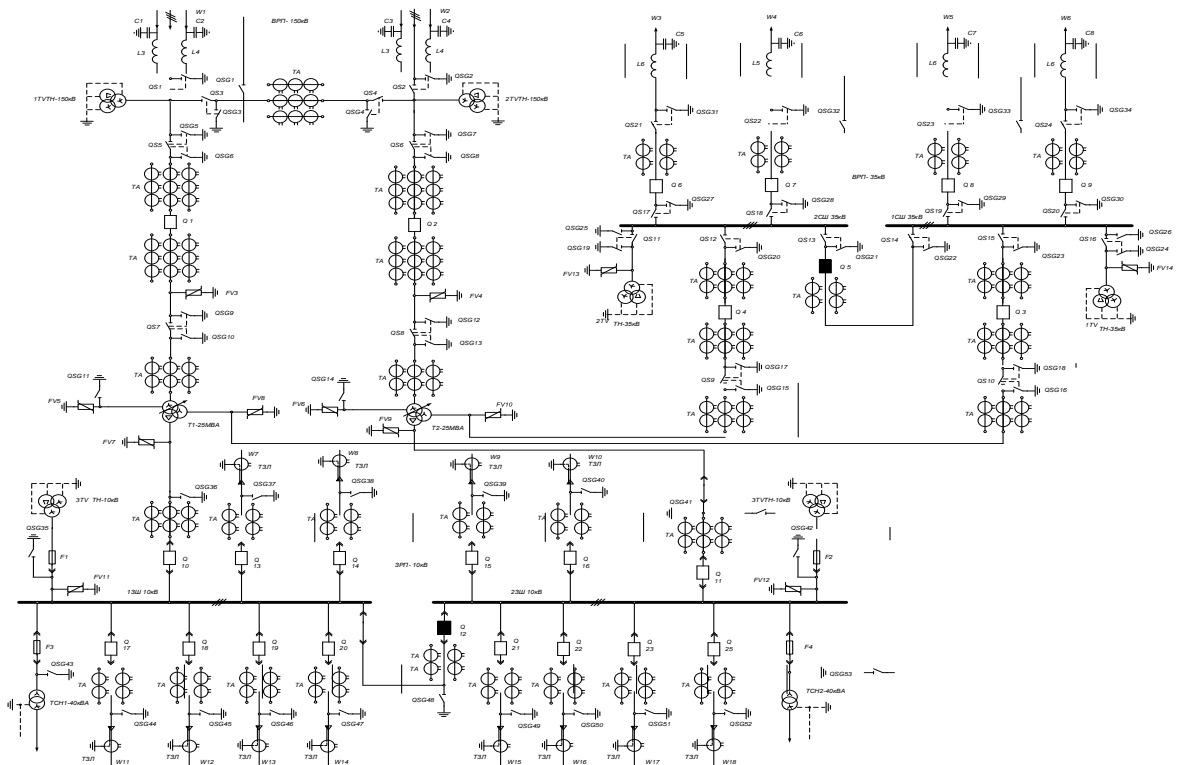 W1
W2
ВРП- 150кВ
W3
W4
W5
W6
C1
C2
C3
C4
C5
C6
C7
C8
L3
L4
L3
L4
L6
L5
L6
L6
QSG1
TA
QSG2
QS1
QS3
QS4
QS2
1TVTH-150кВ
QSG3
QSG4
2TVTH-150кВ
QSG31
QSG32
QSG33
QSG34
QS21
QS22
QS23
QS24
QSG5
QS5
QSG6
QSG7
QS6
QSG8
TA
TA
TA
TA
TA
TA
ВРП- 35кВ
Q 6
Q 7
Q 8
Q 9
QSG27
QSG28
QSG29
QSG30
QS17
QS18
QS19
QS20
Q 1
Q 2
2СШ 35кВ
1СШ 35кВ
QSG25
QSG19
QS11
QS12
QSG20
QS13
QSG21
QS14
QSG22
QS15
QSG23
QS16
QSG26
QSG24
TA
TA
FV13
Q 5
FV14
TA
TA
TA
FV3
FV4
2TV
ТН-35кВ
Q 4
Q 3
1TV
ТН-35кВ
QSG9
QS7
QSG10
QSG12
QS8
QSG13
QSG17
QS9
QSG15
QSG18
QS10
QSG16
QSG11
TA
QSG14
TA
TA
TA
FV5
FV8
FV6
FV10
T1-25MBA
FV9
T2-25MBA
FV7
W7
ТЗЛ
W8
ТЗЛ
W9
ТЗЛ
W10
ТЗЛ
3TV TH-10кВ
QSG36
QSG37
QSG38
QSG39
QSG40
QSG41
3TVTH-10кВ
QSG35
TA
TA
TA
TA
TA
TA
QSG42
F1
Q
10
Q
13
Q
14
ЗРП- 10кВ
Q
15
Q
16
Q
11
F2
FV11
FV12
1ЗШ 10кВ
2ЗШ 10кВ
F3
Q
17
Q
18
Q
19
Q
20
Q
12
Q
21
Q
22
Q
23
Q
25
F4
QSG43
TA
TA
TA
TA
TA
TA
TA
TA
TA
TA
QSG53
ТСН1-40кВА
QSG48
ТСН2-40кВА
QSG44
QSG45
QSG46
QSG47
QSG49
QSG50
QSG51
QSG52
ТЗЛ
ТЗЛ
ТЗЛ
ТЗЛ
ТЗЛ
ТЗЛ
ТЗЛ
ТЗЛ
W11
W12
W13
W14
W15
W16
W17
W18